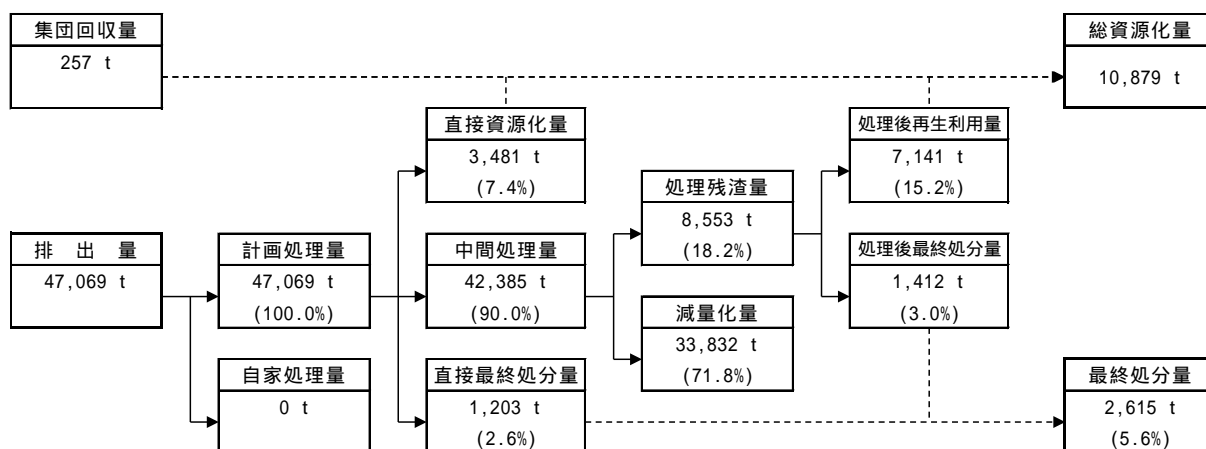 集団回収量
257 t
総資源化量
10,879 t
直接資源化量
3,481 t
(7.4%)
処理後再生利用量
7,141 t
(15.2%)
処理残渣量
8,553 t
(18.2%)
排 出 量
47,069 t
計画処理量
47,069 t
(100.0%)
中間処理量
42,385 t
(90.0%)
処理後最終処分量
1,412 t
(3.0%)
減量化量
33,832 t
(71.8%)
自家処理量
0 t
直接最終処分量
1,203 t
(2.6%)
最終処分量
2,615 t
(5.6%)